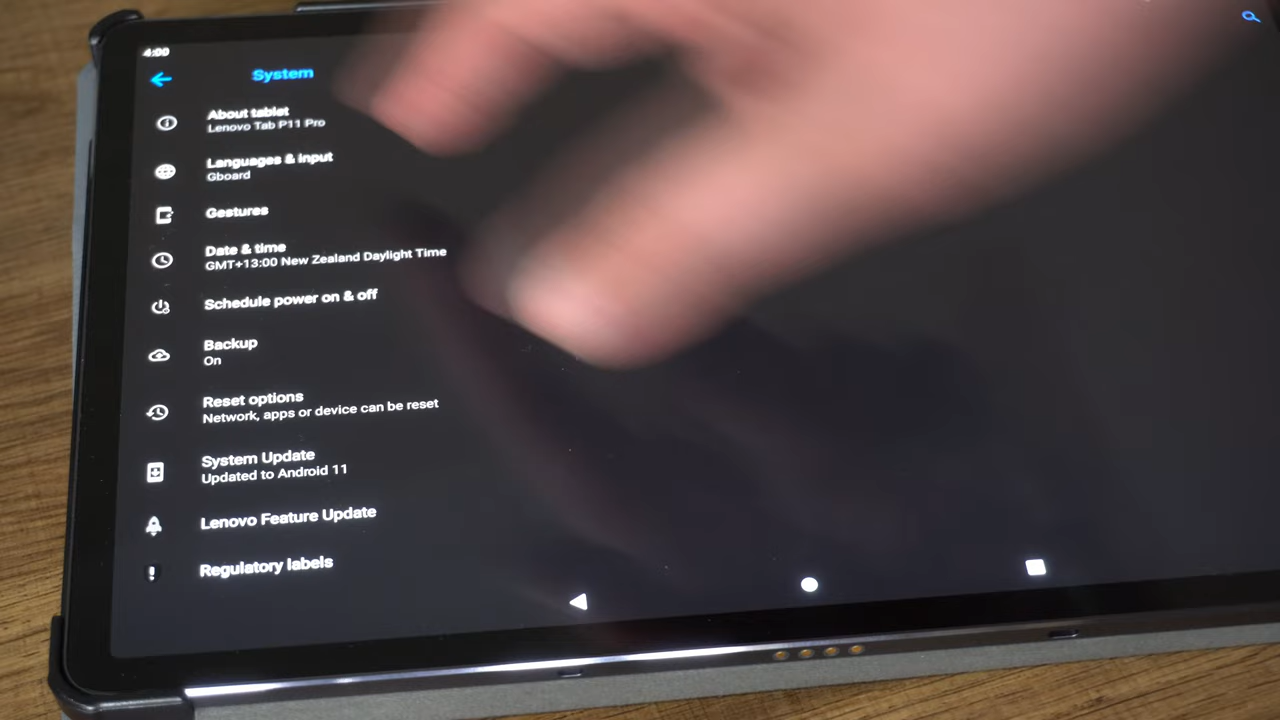 4:00
System
About tablet
Lenovo Tab P11 Pro
Languages & input
Gboard
Gestures
Date & time
GMT+13:00 New Zealand Daylight Time
Schedule power on & off
Backup
On
Reset options
Network, apps or device can be reset
System Update
Updated to Android 11
Lenovo Feature Update
Regulatory labels